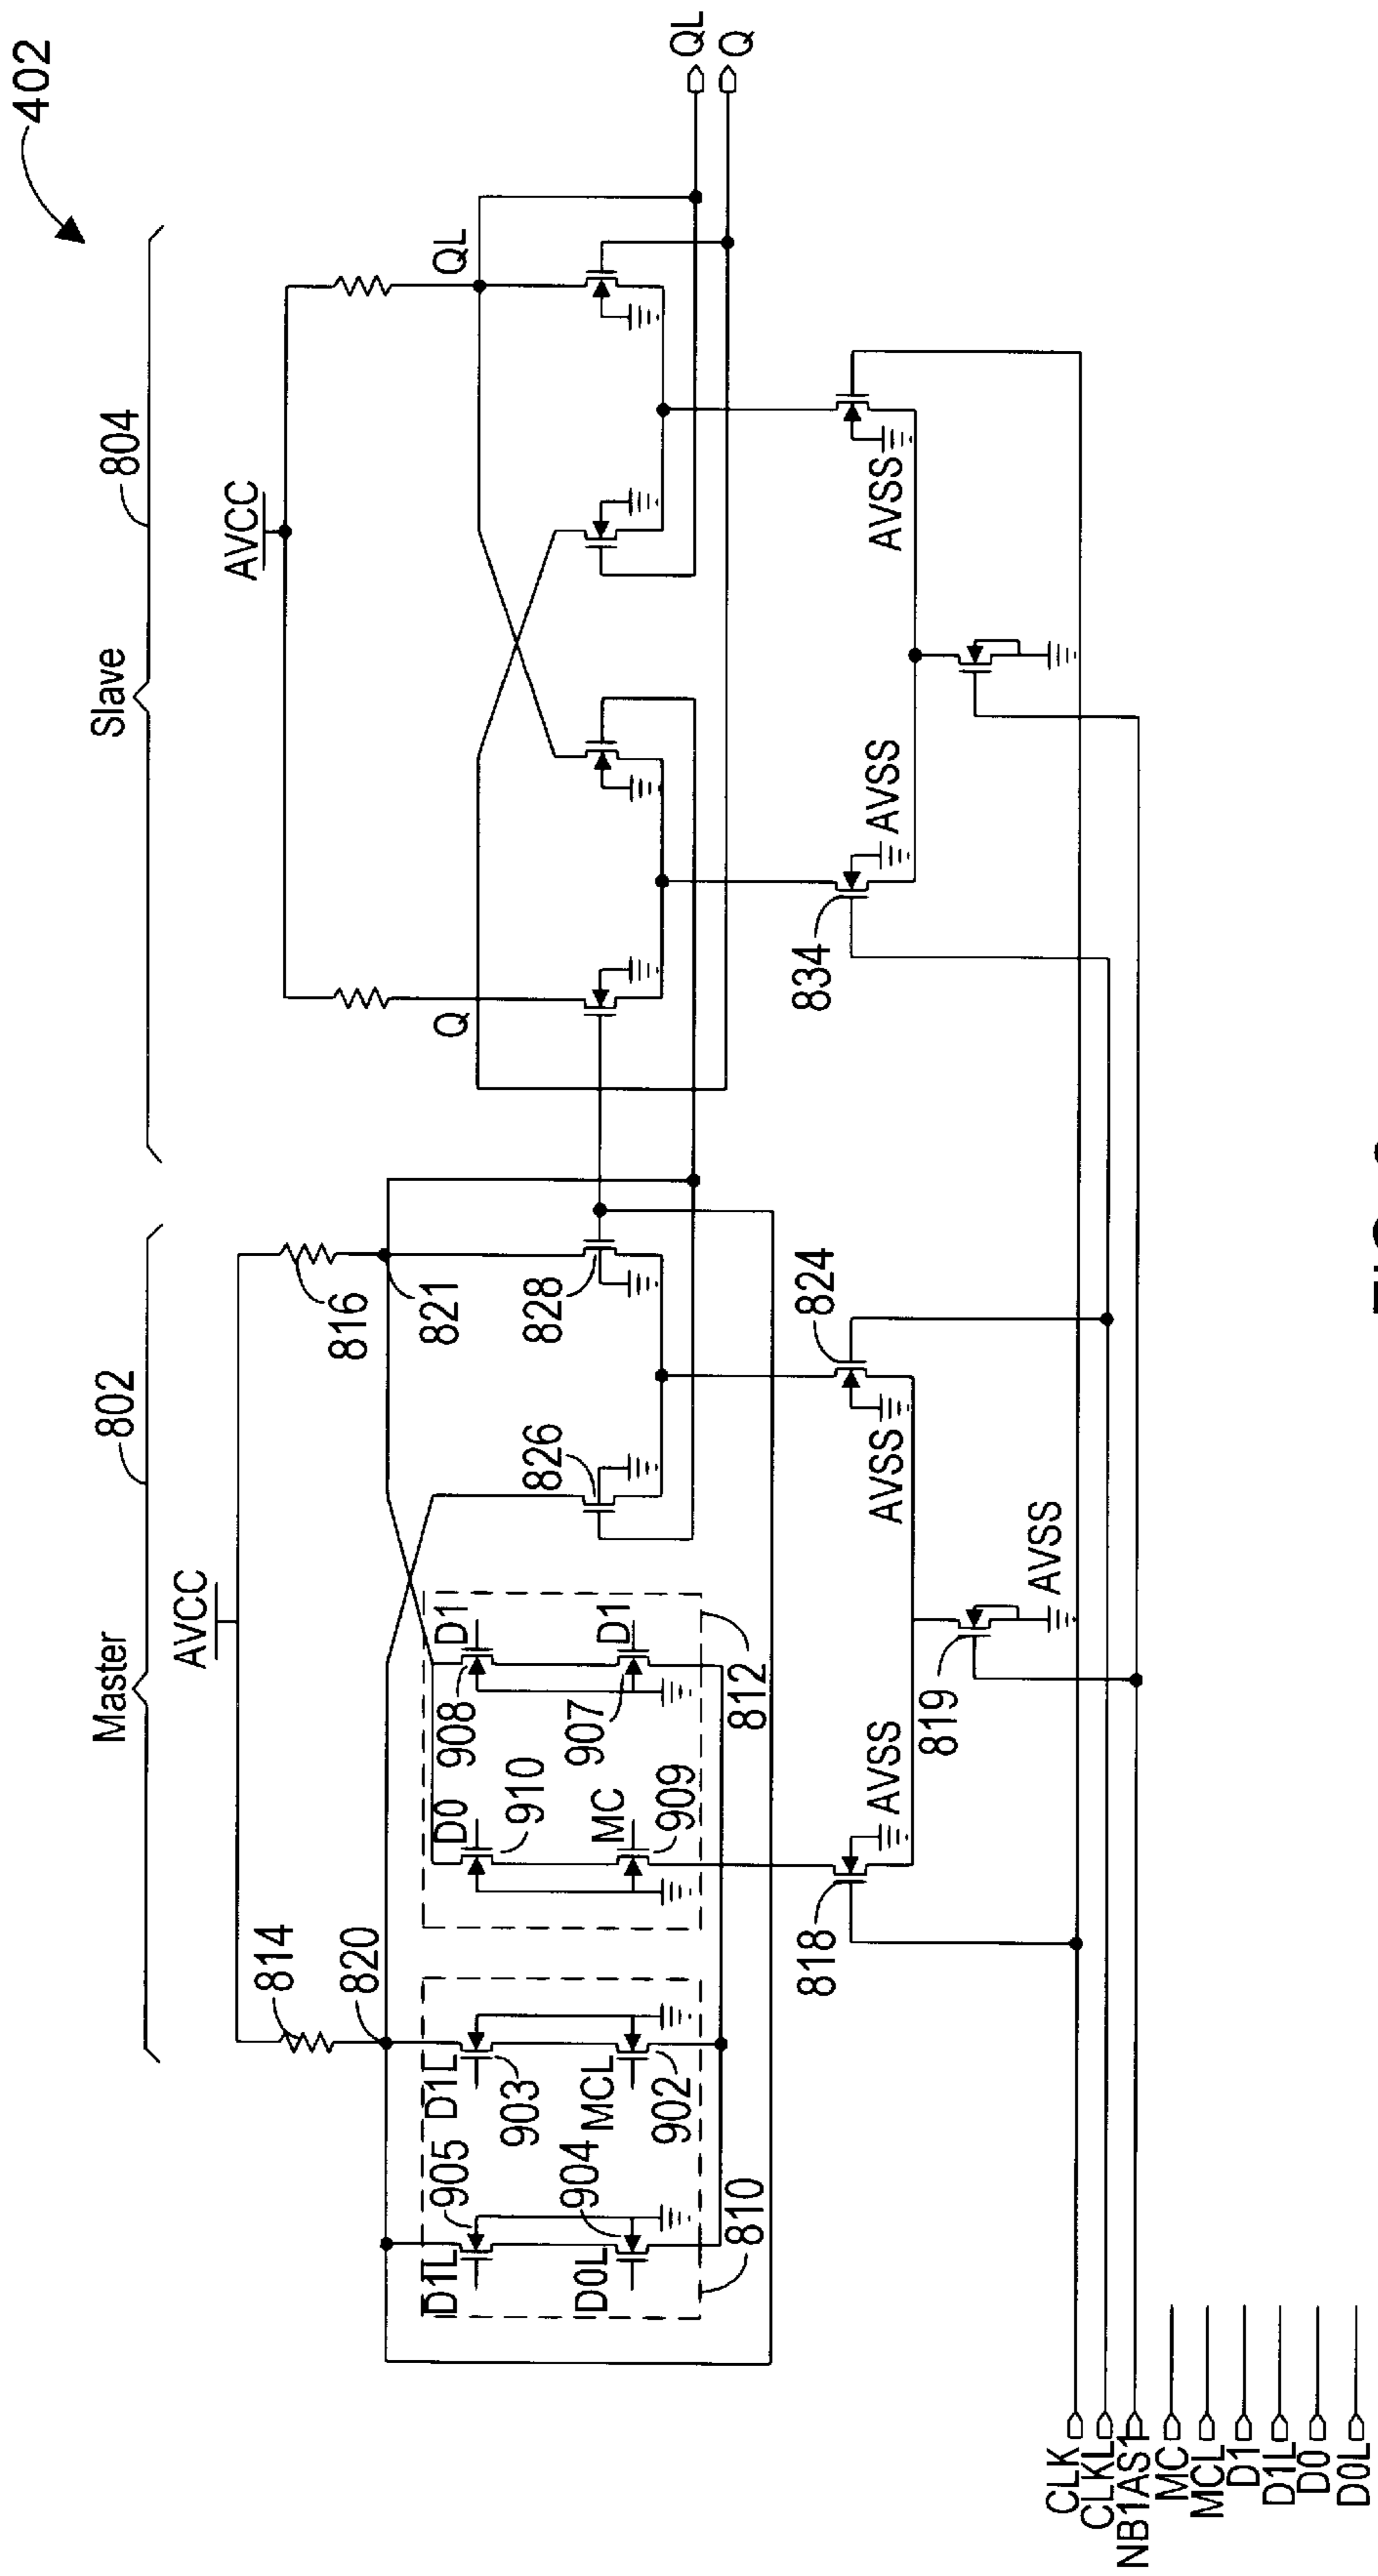 402
Master
802
Slave
804
AVCC
AVCC
814
816
820
821
Q
QL
QL
Q
D1L
905
D1L
903
D0
910
D1
908
826
828
D0L
904
MCL
902
MC
909
D1
907
810
812
818
AVSS
824
AVSS
834
AVSS
AVSS
819
AVSS
CLK
CLKL
NB1AS1
MC
MCL
D1
D1L
D0
D0L